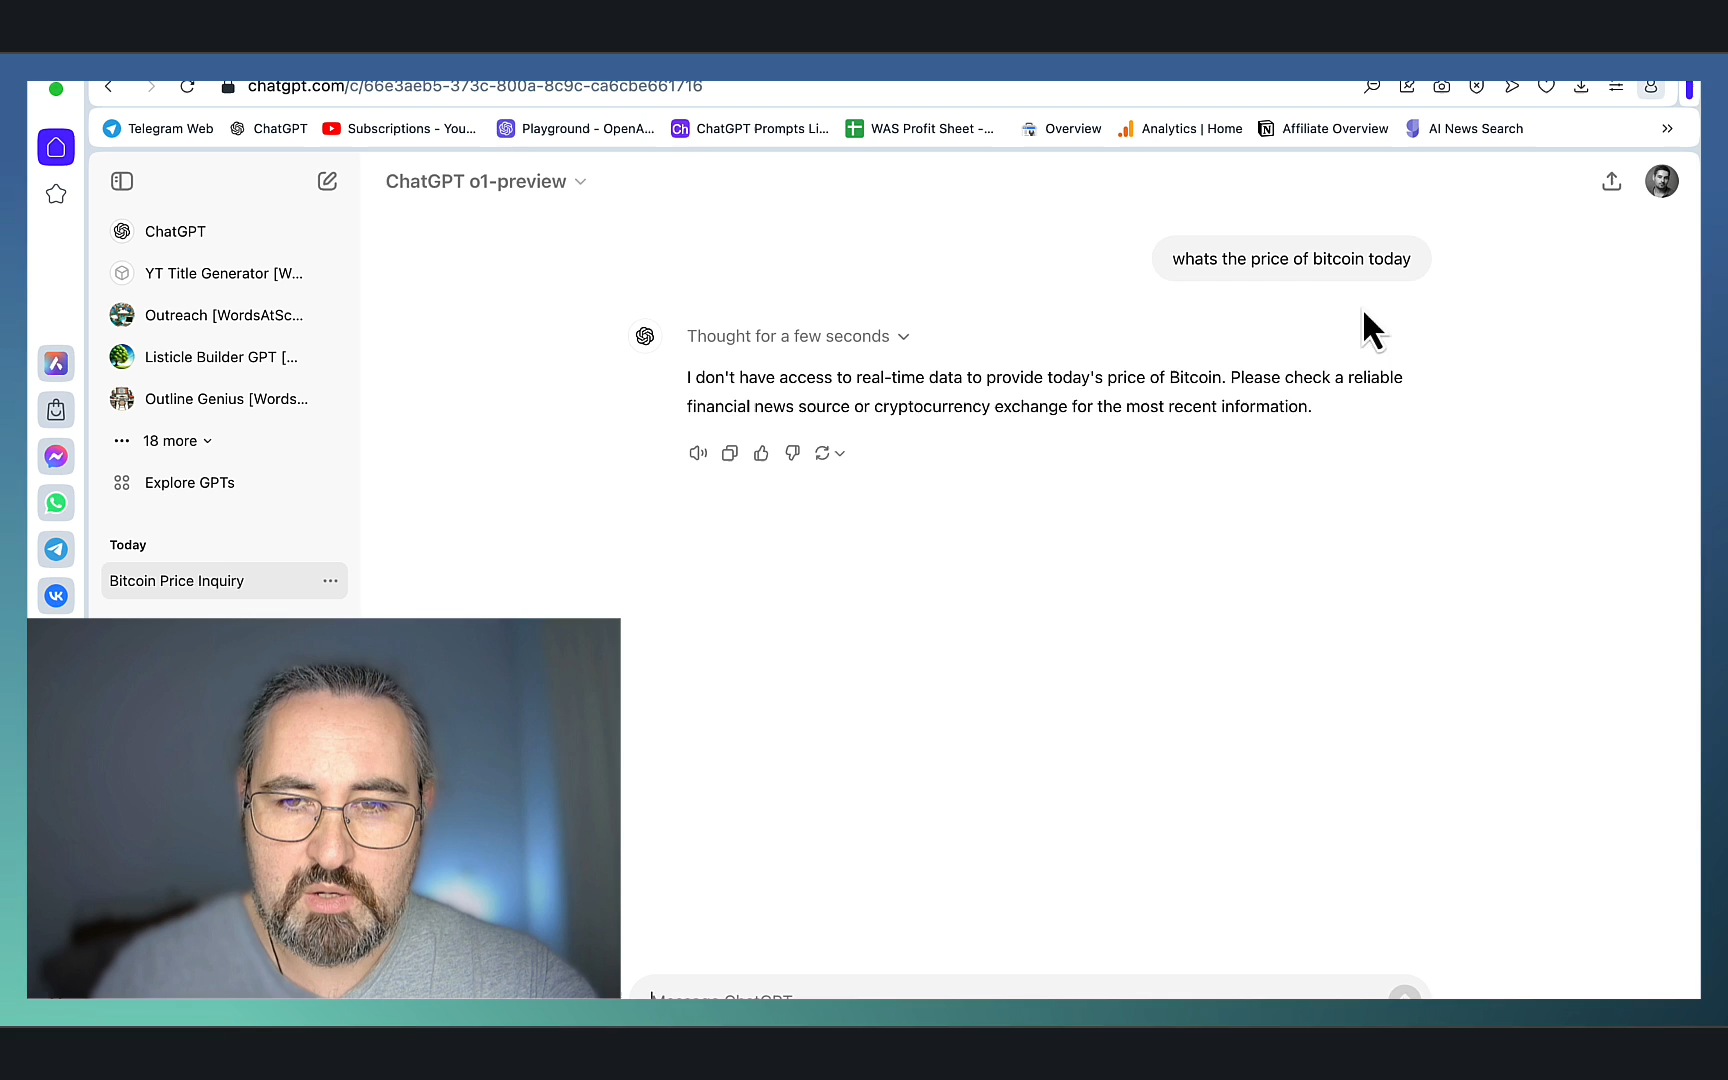 chatgpt.com/c/66e3aeb5-373c-800a-8c9c-ca6cbe661716
Telegram Web
ChatGPT
Subscriptions - You...
Playground - OpenA...
Ch
ChatGPT Prompts Li...
WAS Profit Sheet -...
Overview
Analytics | Home
Affiliate Overview
AI News Search
ChatGPT o1-preview
ChatGPT
YT Title Generator [W...
Outreach [WordsAtSc...
Listicle Builder GPT [...
Outline Genius [Words...
18 more
Explore GPTs
Today
Bitcoin Price Inquiry
whats the price of bitcoin today
Thought for a few seconds
I don't have access to real-time data to provide today's price of Bitcoin. Please check a reliable
financial news source or cryptocurrency exchange for the most recent information.
Message ChatGPT